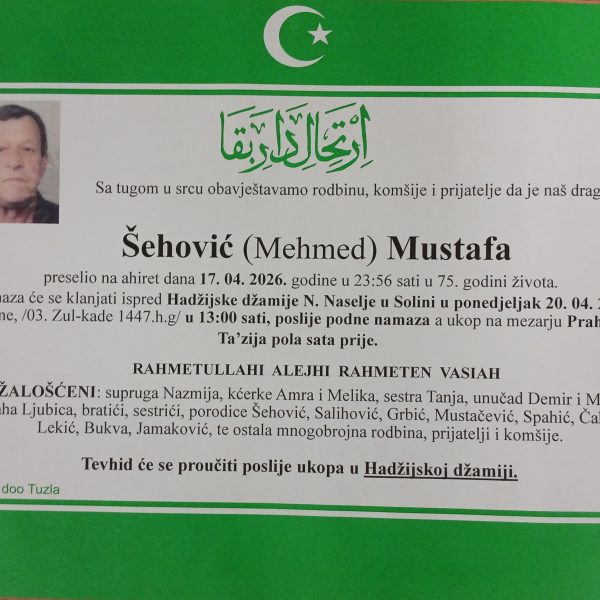 ارتحال دار بقا
Sa tugom u srcu obavještavamo rodbinu, komšije i prijatelje da je naš drag
Šehović (Mehmed) Mustafa
preselio na ahiret dana 17. 04. 2026. godine u 23:56 sati u 75. godini života.
naza će se klanjati ispred Hadžijske džamije N. Naselje u Solini u ponedjeljak 20. 04. 2
ne, /03. Zul-kade 1447.h.g/ u 13:00 sati, poslije podne namaza a ukop na mezarju Prah
Ta'zija pola sata prije.
RAHMETULLAHI ALEJHI RAHMETEN VASIAH
ŽALOŠĆENI: supruga Nazmija, kćerke Amra i Melika, sestra Tanja, unučad Demir i M
aha Ljubica, bratići, sestrići, porodice Šehović, Salihović, Grbić, Mustačević, Spahić, Čal
Lekić, Bukva, Jamaković, te ostala mnogobrojna rodbina, prijatelji i komšije.
Tevhid će se proučiti poslije ukopa u Hadžijskoj džamiji.
doo Tuzla